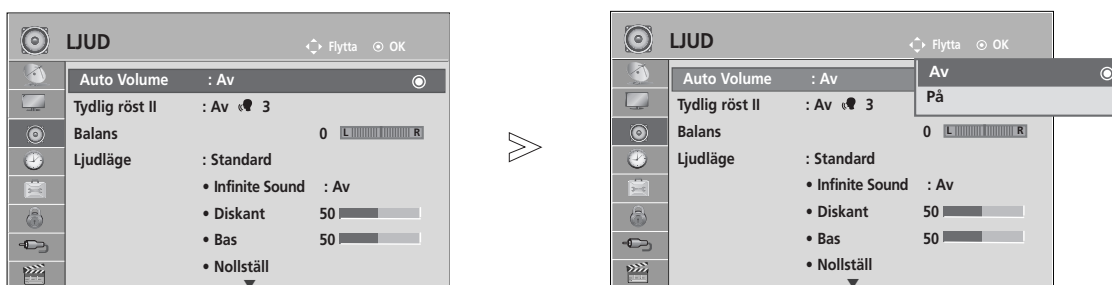 LJUD Flytta OK
Auto Volume : Av
Tydlig röst II : Av 3
Balans 0 L R
Ljudläge : Standard
• Infinite Sound : Av
• Diskant 50
• Bas 50
• Nollställ
LJUD Flytta OK
Auto Volume : Av
Av
På
Tydlig röst II : Av 3
Balans 0 L R
Ljudläge : Standard
• Infinite Sound : Av
• Diskant 50
• Bas 50
• Nollställ